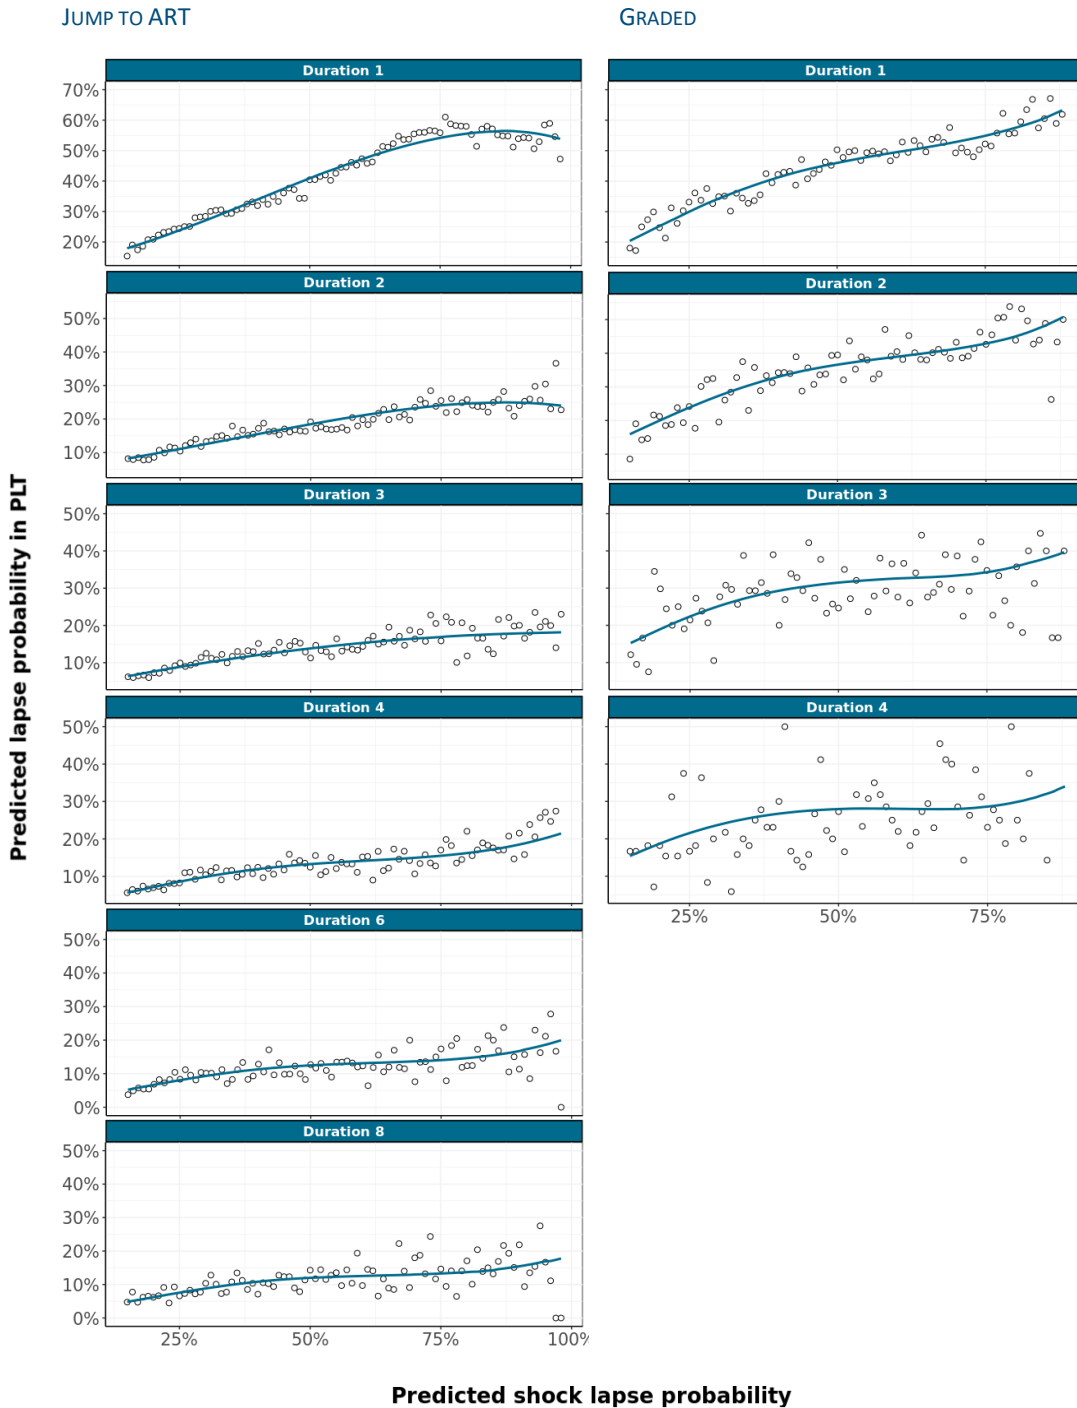 JUMP TO ART
GRADED
Predicted lapse probability in PLT
Duration 1
70%
60%
50%
40%
30%
20%
Duration 1
Duration 2
50%
40%
30%
20%
10%
Duration 2
Duration 3
50%
40%
30%
20%
10%
Duration 3
Duration 4
50%
40%
30%
20%
10%
Duration 4
25% 50% 75%
Duration 6
50%
40%
30%
20%
10%
0%
Duration 8
50%
40%
30%
20%
10%
0%
25% 50% 75% 100%
Predicted shock lapse probability